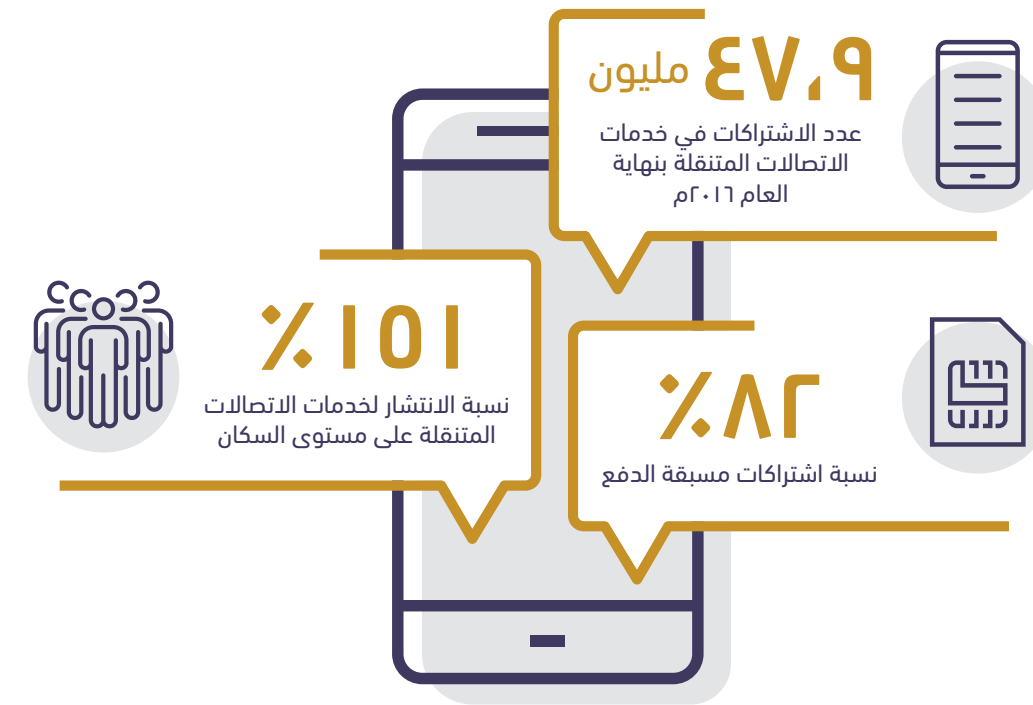 ٤٧،٩ مليون
عدد الاشتراكات في خدمات
الاتصالات المتنقلة بنهاية
العام ٢٠١٦م
١٥١ ٪
نسبة الانتشار لخدمات الاتصالات
المتنقلة على مستوى السكان
٨٢٪
نسبة اشتراكات مسبقة الدفع